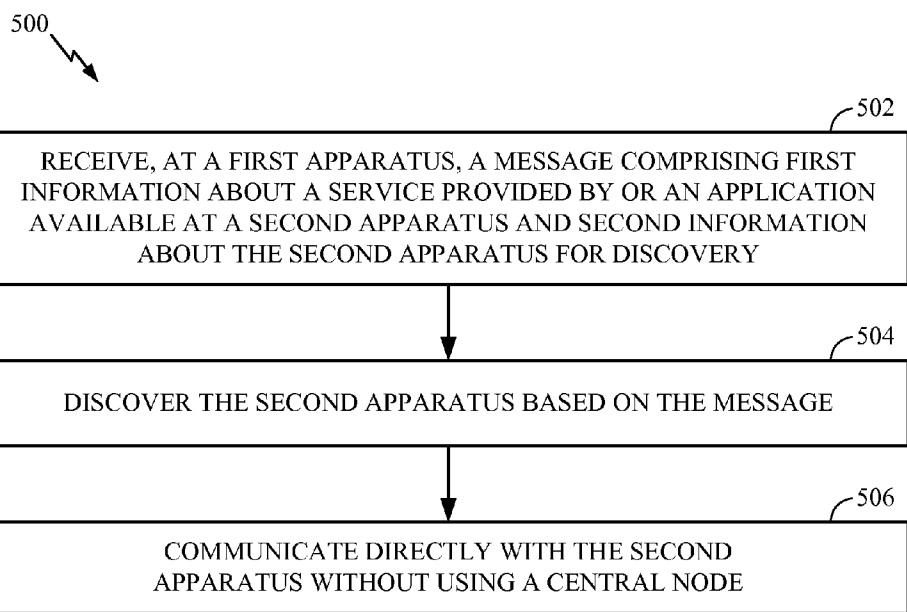 500
502
RECEIVE, AT A FIRST APPARATUS, A MESSAGE COMPRISING FIRST
INFORMATION ABOUT A SERVICE PROVIDED BY OR AN APPLICATION
AVAILABLE AT A SECOND APPARATUS AND SECOND INFORMATION
ABOUT THE SECOND APPARATUS FOR DISCOVERY
504
DISCOVER THE SECOND APPARATUS BASED ON THE MESSAGE
506
COMMUNICATE DIRECTLY WITH THE SECOND
APPARATUS WITHOUT USING A CENTRAL NODE